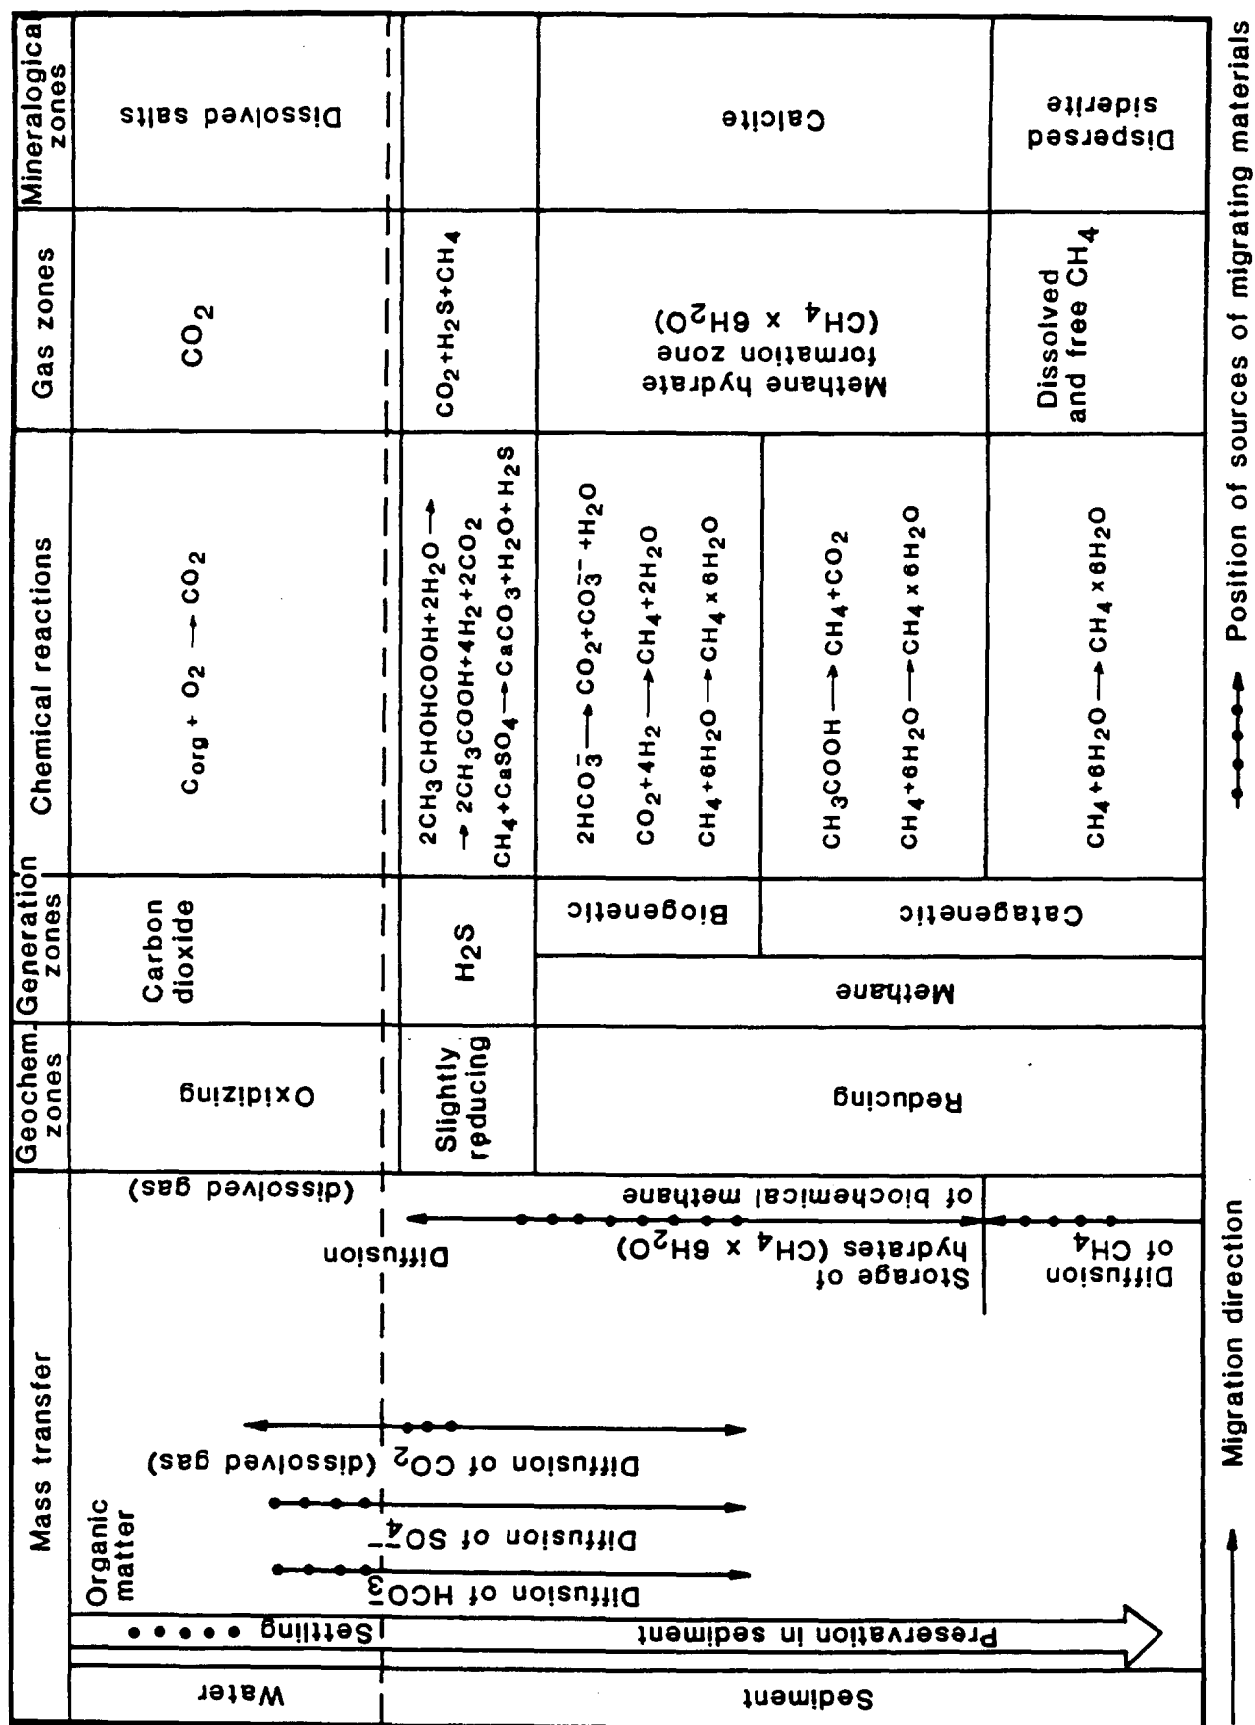 Mass transfer
Geochem. zones
Generation zones
Chemical reactions
Gas zones
Mineralogical zones
Water
Sediment
Settling
Preservation in sediment
Organic
matter
Diffusion of HCO₃⁻
Diffusion of SO₄⁻⁻
Diffusion of CO₂ (dissolved gas)
Diffusion
(dissolved gas)
Storage of
hydrates (CH₄ x 6H₂O)
of biochemical methane
Diffusion
of CH₄
Oxidizing
Slightly
reducing
Reducing
Carbon
dioxide
H₂S
Methane
Biogenetic
Catagenetic
Corg + O₂ → CO₂
2CH₃CHOHCOOH+2H₂O →
→ 2CH₃COOH+4H₂+2CO₂
CH₄+CaSO₄ → CaCO₃+H₂O+H₂S
2HCO₃⁻ → CO₂+CO₃⁻⁻+H₂O
CO₂+4H₂ → CH₄+2H₂O
CH₄+6H₂O → CH₄ x 6H₂O
CH₃COOH → CH₄+CO₂
CH₄+6H₂O → CH₄ x 6H₂O
CH₄+6H₂O → CH₄ x 6H₂O
CO₂
CO₂+H₂S+CH₄
Methane hydrate
formation zone
(CH₄ x 6H₂O)
Dissolved
and free CH₄
Dissolved salts
Calcite
Dispersed
siderite
Migration direction
Position of sources of migrating materials